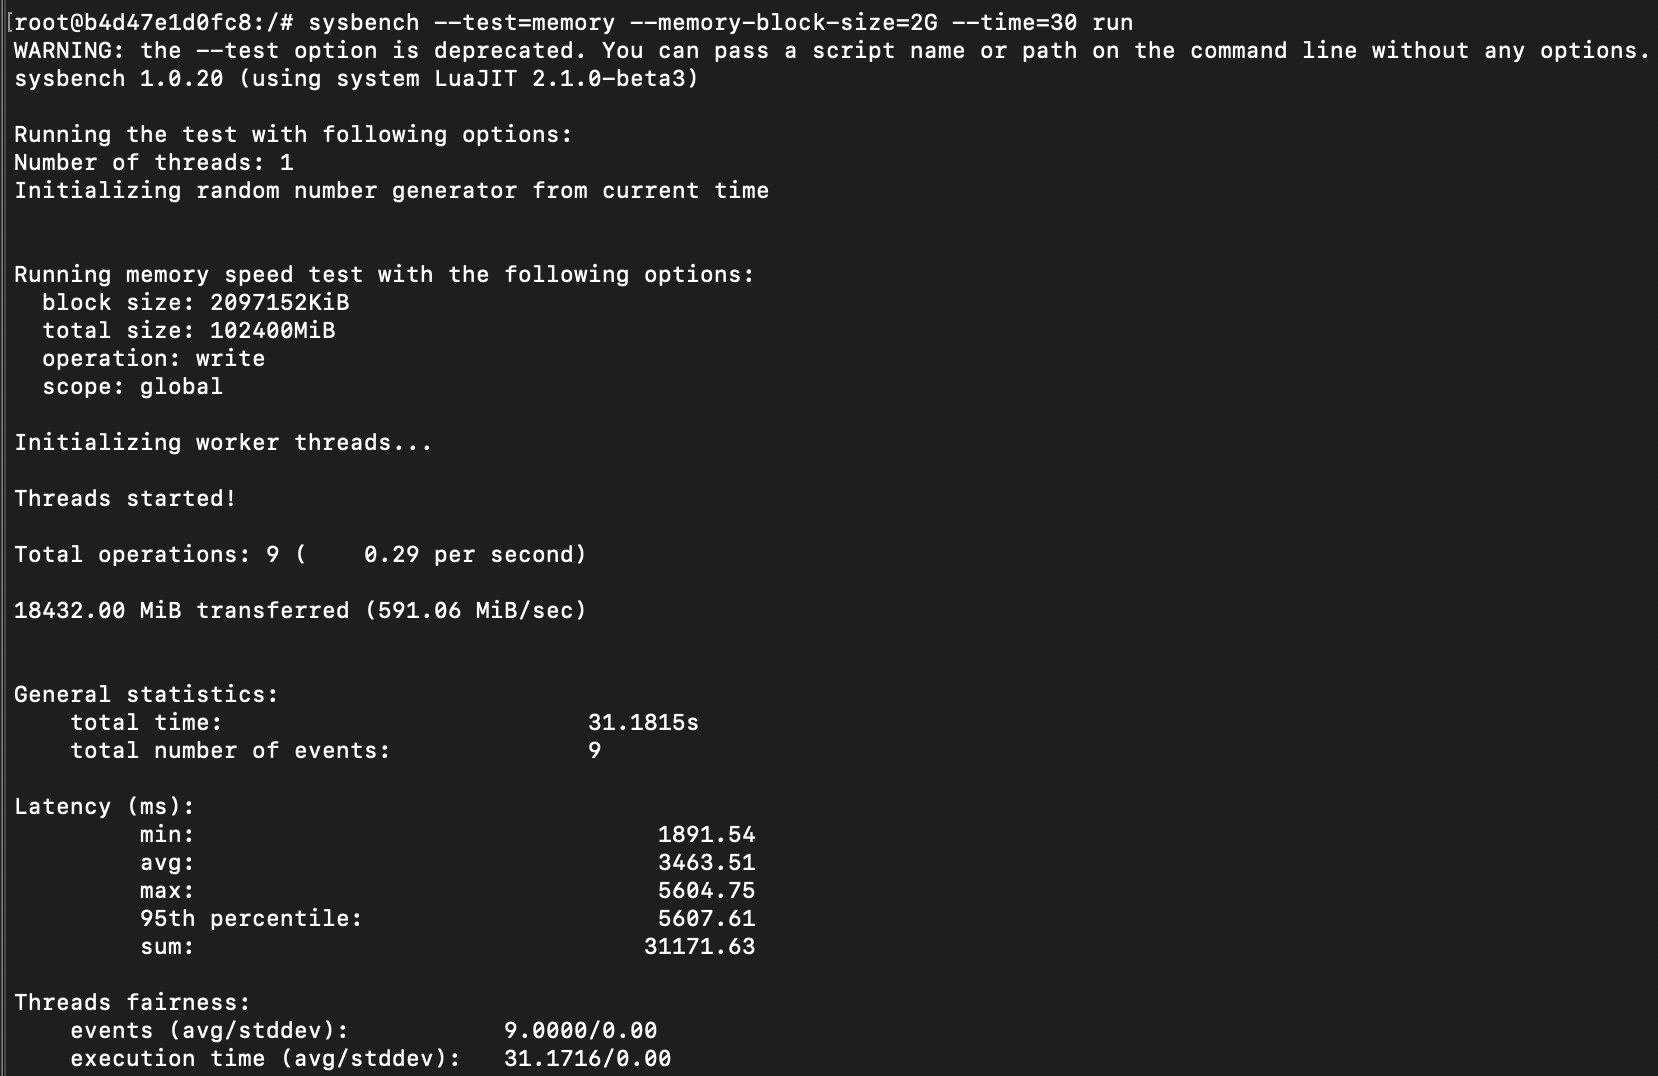 [root@b4d47e1d0fc8:/# sysbench --test=memory --memory-block-size=2G --time=30 run
WARNING: the --test option is deprecated. You can pass a script name or path on the command line without any options.
sysbench 1.0.20 (using system LuaJIT 2.1.0-beta3)
Running the test with following options:
Number of threads: 1
Initializing random number generator from current time
Running memory speed test with the following options:
block size: 2097152KiB
total size: 102400MiB
operation: write
scope: global
Initializing worker threads...
Threads started!
Total operations: 9 (    0.29 per second)
18432.00 MiB transferred (591.06 MiB/sec)
General statistics:
total time: 31.1815s
total number of events: 9
Latency (ms):
min: 1891.54
avg: 3463.51
max: 5604.75
95th percentile: 5607.61
sum: 31171.63
Threads fairness:
events (avg/stddev): 9.0000/0.00
execution time (avg/stddev): 31.1716/0.00